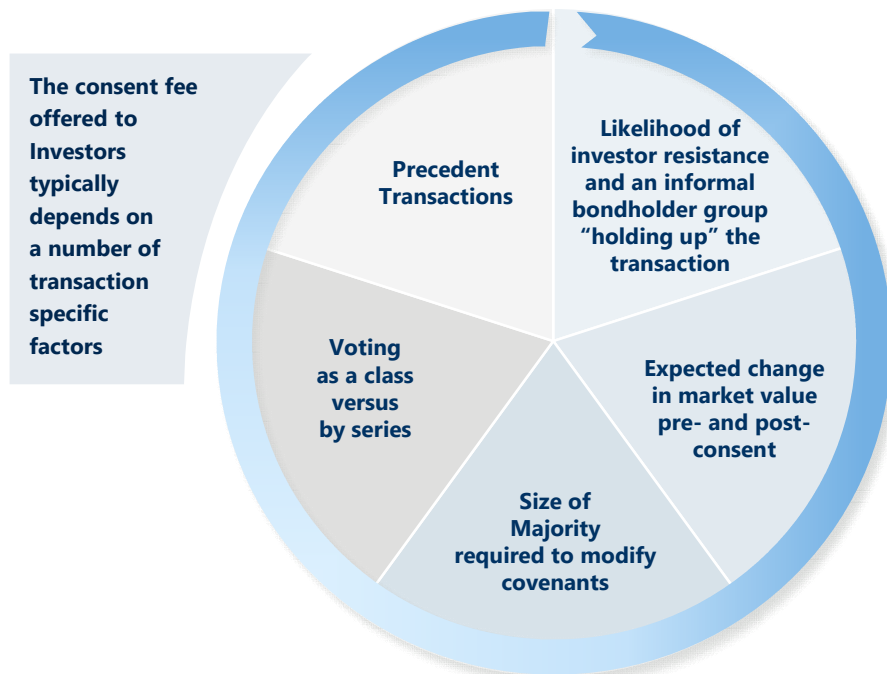 The consent fee
offered to
Investors
typically
depends on
a number of
transaction
specific
factors
Precedent
Transactions
Likelihood of
investor resistance
and an informal
bondholder group
“holding up” the
transaction
Expected change
in market value
pre- and post-
consent
Size of
Majority
required to modify
covenants
Voting
as a class
versus
by series